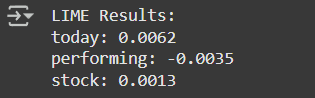 LIME Results:
today: 0.0062
performing: -0.0035
stock: 0.0013